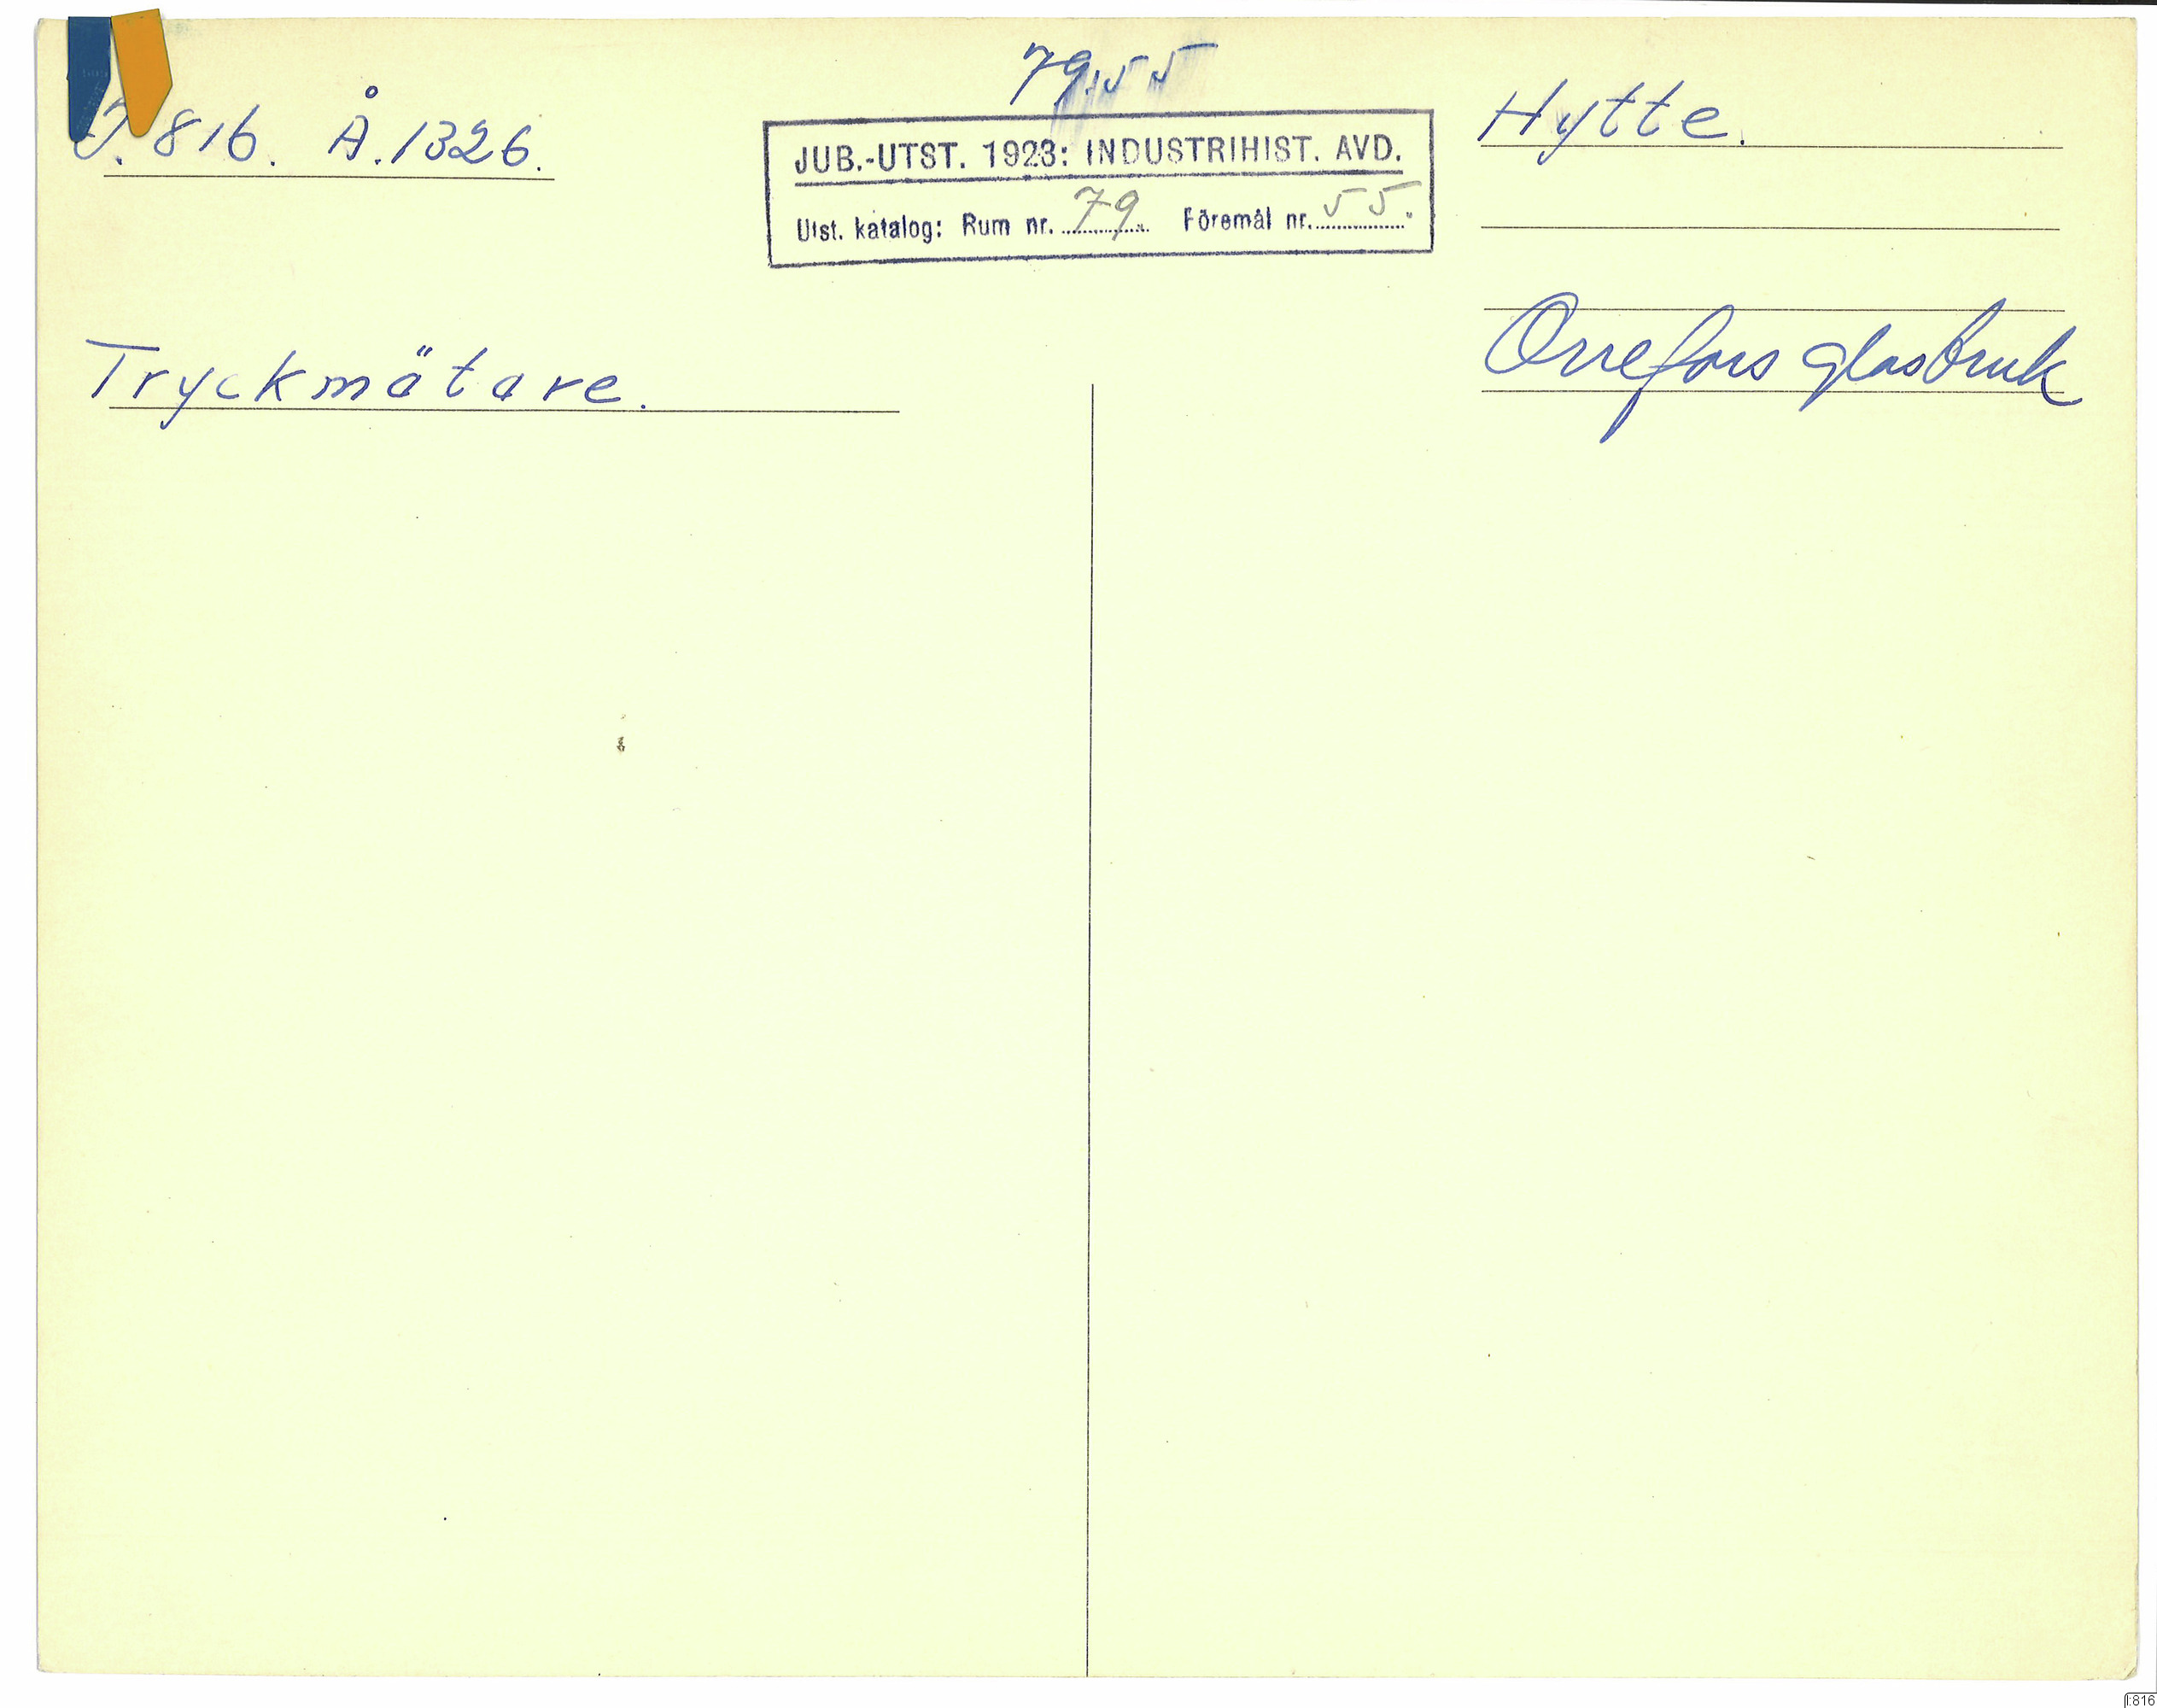 79:55
J. 816. Å. 1326.
JUB.-UTST. 1923: INDUSTRIHIST. AVD.
Utst. katalog: Rum nr. 79 Föremål nr. 55.
Hytte.
Tryckmätare.
Orrefors glasbruk
I:816